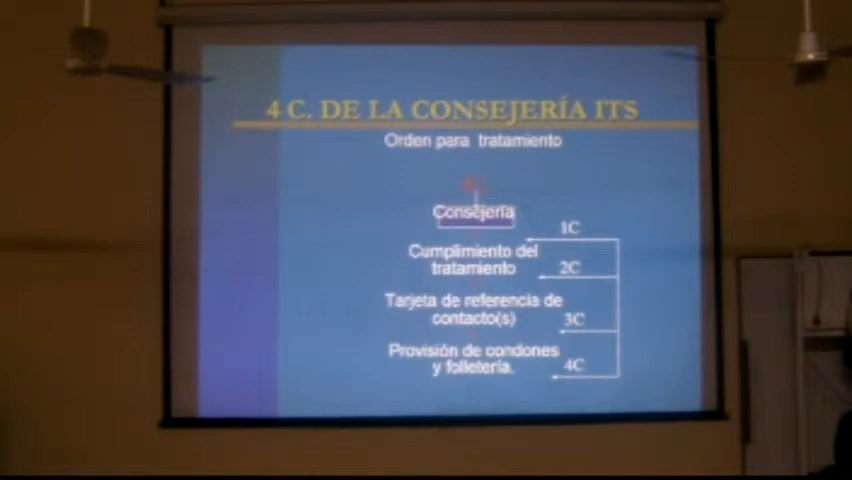 4 C. DE LA CONSEJERÍA ITS
Orden para tratamiento
Consejería
1C
Cumplimiento del
tratamiento
2C
Tarjeta de referencia de
contacto(s)
3C
Provisión de condones
y folletería.
4C